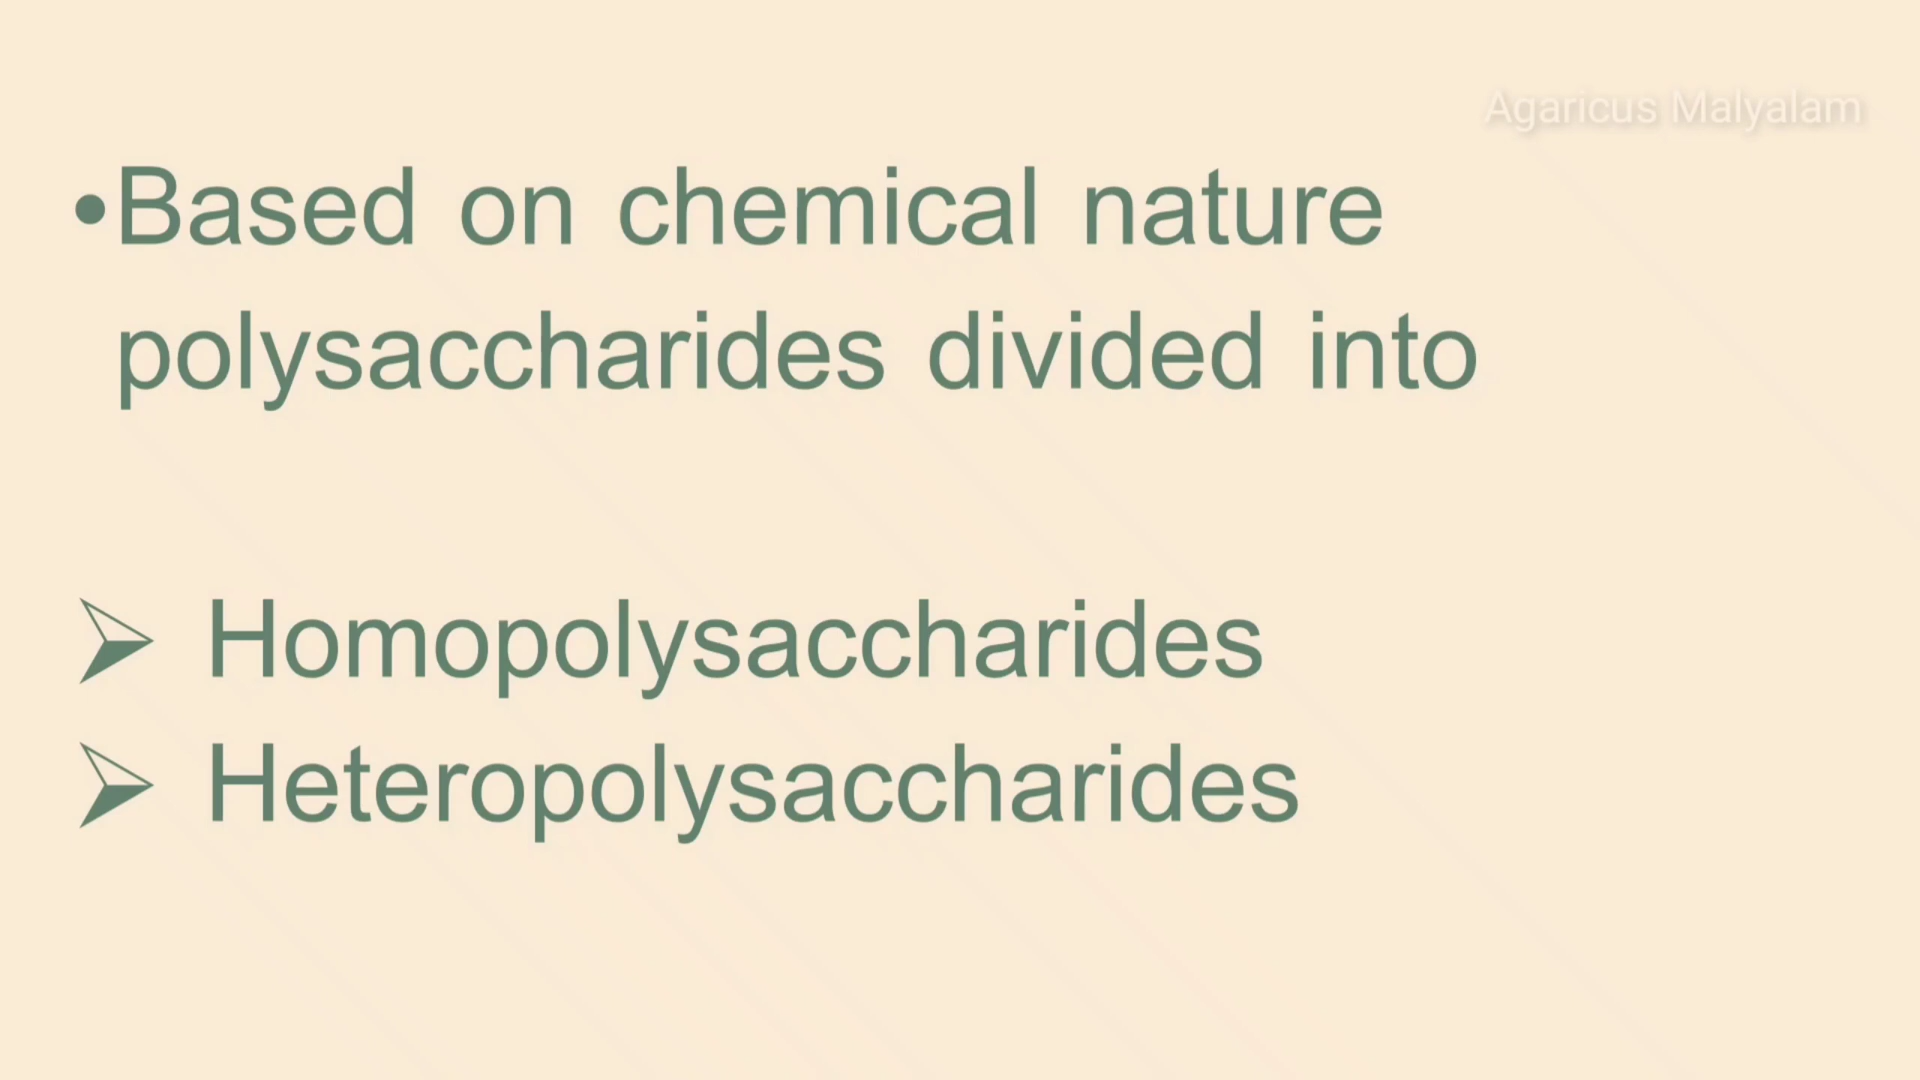 Agaricus Malyalam
•Based on chemical nature
polysaccharides divided into
➢ Homopolysaccharides
➢ Heteropolysaccharides